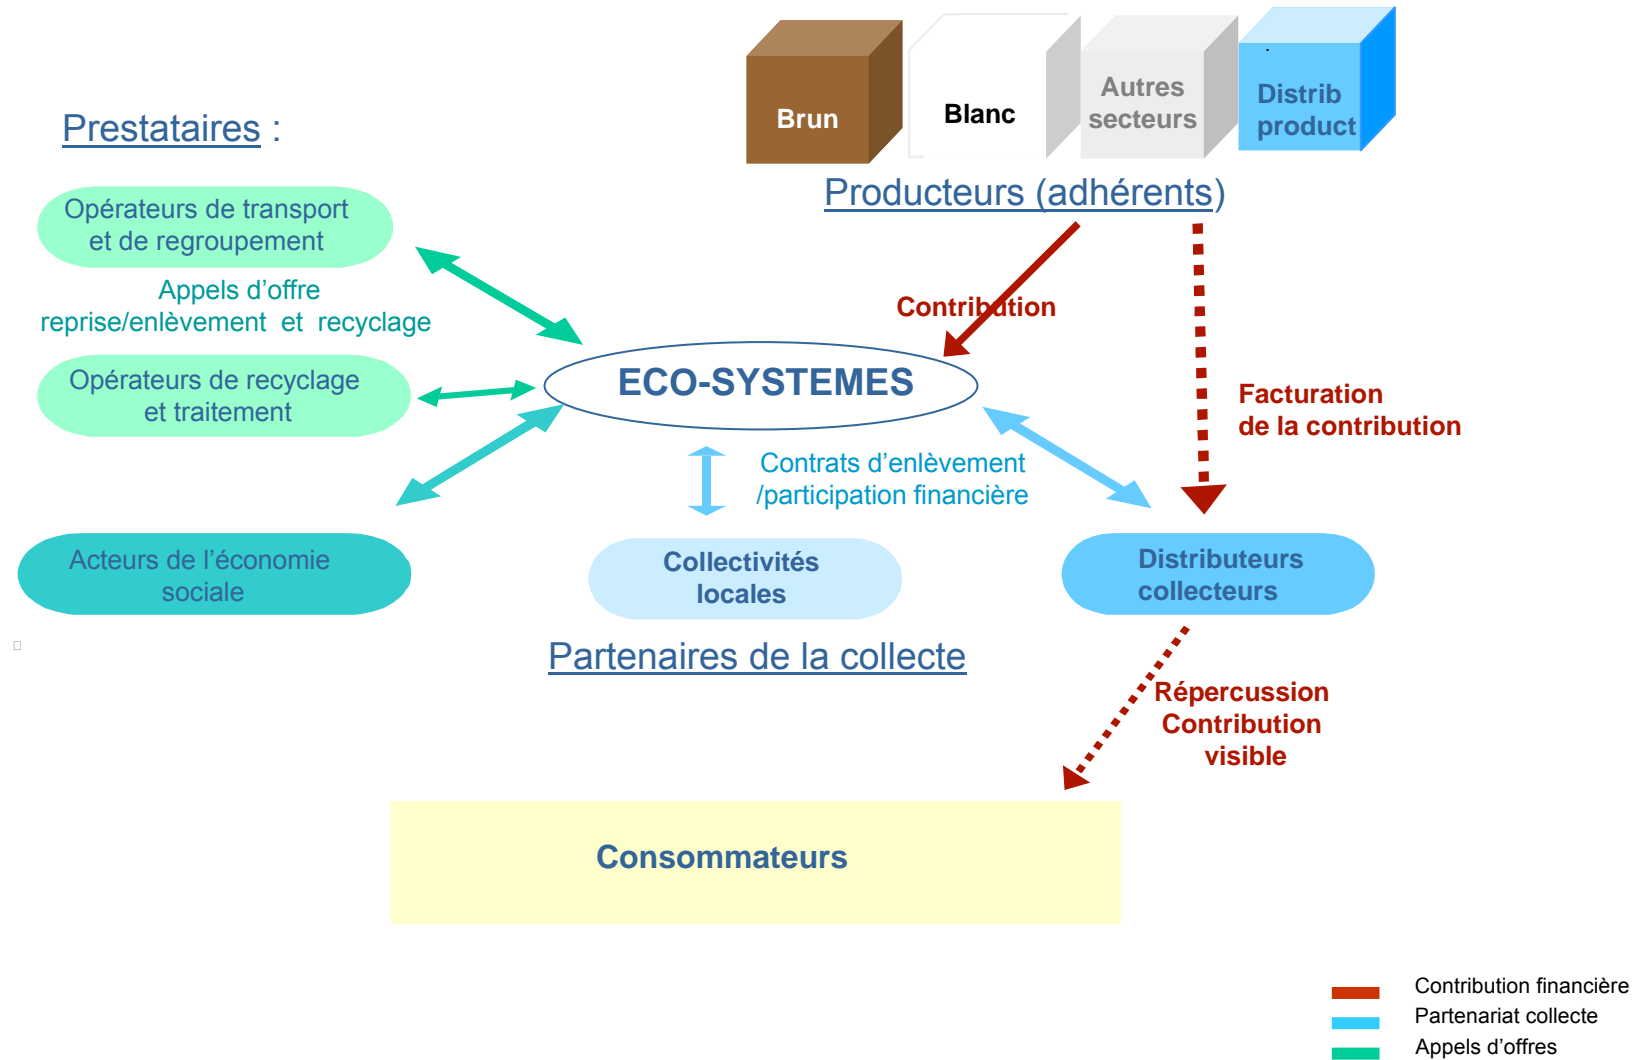 Brun
Blanc
Autres
secteurs
Distrib
product
Prestataires :
Producteurs (adhérents)
Opérateurs de transport
et de regroupement
Appels d’offre
reprise/enlèvement et recyclage
Contribution
Opérateurs de recyclage
et traitement
ECO-SYSTEMES
Facturation
de la contribution
Contrats d’enlèvement
/participation financière
Acteurs de l’économie
sociale
Collectivités
locales
Distributeurs
collecteurs
Partenaires de la collecte
Répercussion
Contribution
visible
Consommateurs
Contribution financière
Partenariat collecte
Appels d’offres